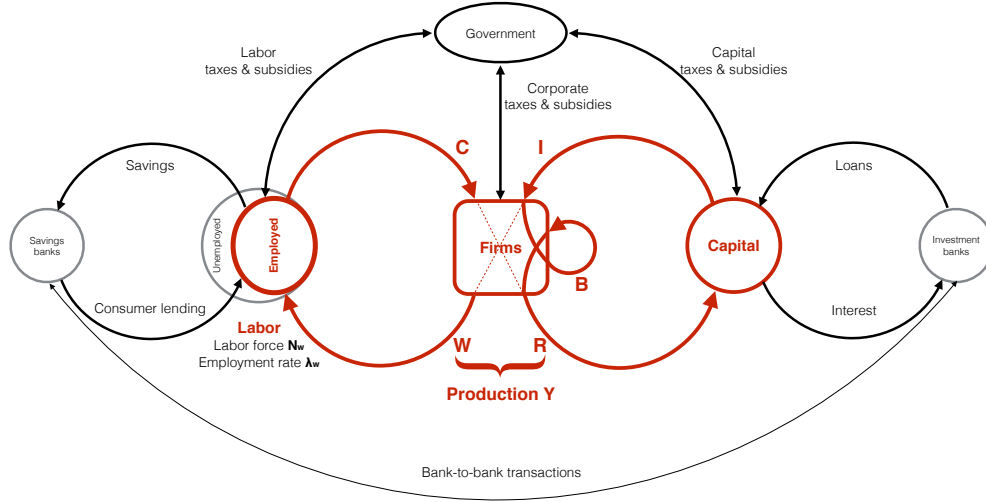 Government
Labor
taxes & subsidies
Capital
taxes & subsidies
Corporate
taxes & subsidies
C
I
Savings
Loans
Savings
banks
Unemployed
Employed
Firms
Capital
Investment
banks
B
Consumer lending
Interest
Labor
Labor force Nw
Employment rate λw
W
R
Production Y
Bank-to-bank transactions